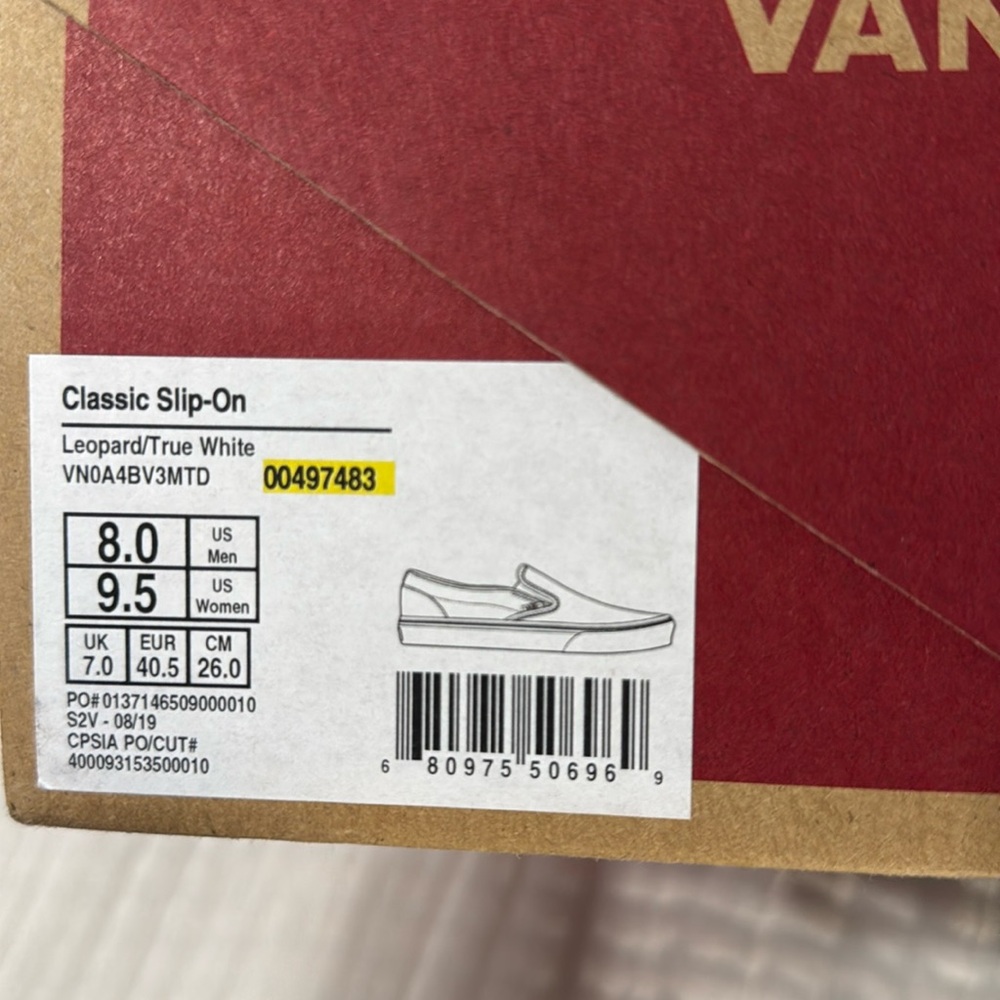 VAN
Classic Slip-On
Leopard/True White
VN0A4BV3MTD 00497483
8.0 US Men
9.5 US Women
UK EUR CM
7.0 40.5 26.0
PO# 0137146509000010
S2V - 08/19
CPSIA PO/CUT#
400093153500010
6 80975 50696 9